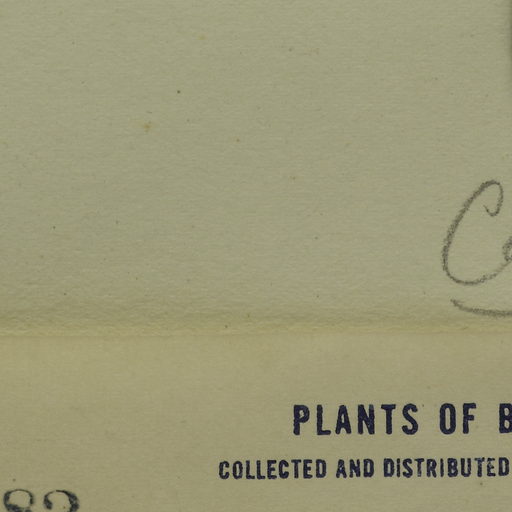 PLANTS OF B
COLLECTED AND DISTRIBUTED